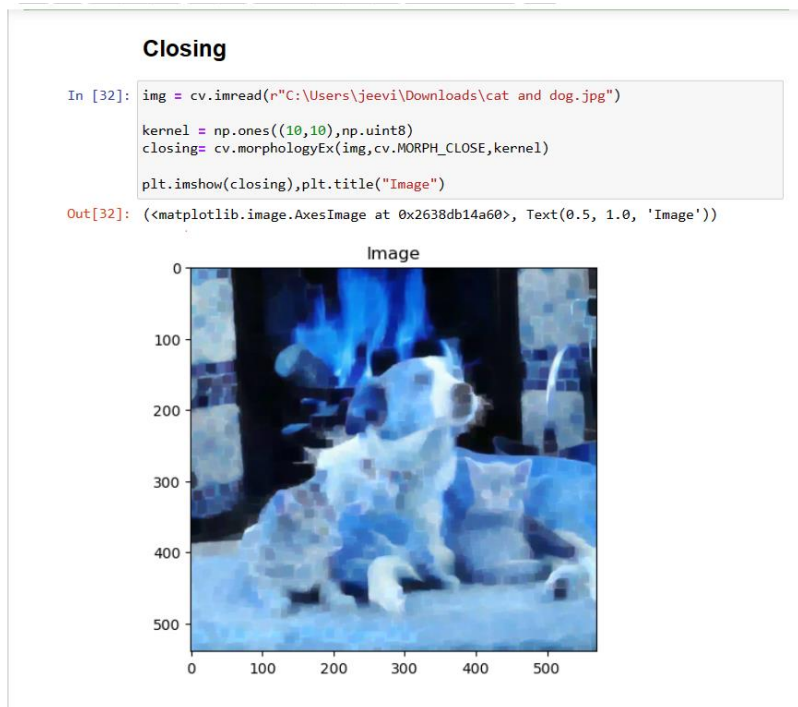 Closing
In [32]: img = cv.imread(r"C:\Users\jeevi\Downloads\cat and dog.jpg")
kernel = np.ones((10,10),np.uint8)
closing= cv.morphologyEx(img,cv.MORPH_CLOSE,kernel)
plt.imshow(closing),plt.title("Image")
Out[32]: (<matplotlib.image.AxesImage at 0x2638db14a60>, Text(0.5, 1.0, 'Image'))
Image
0
100
200
300
400
500
0 100 200 300 400 500